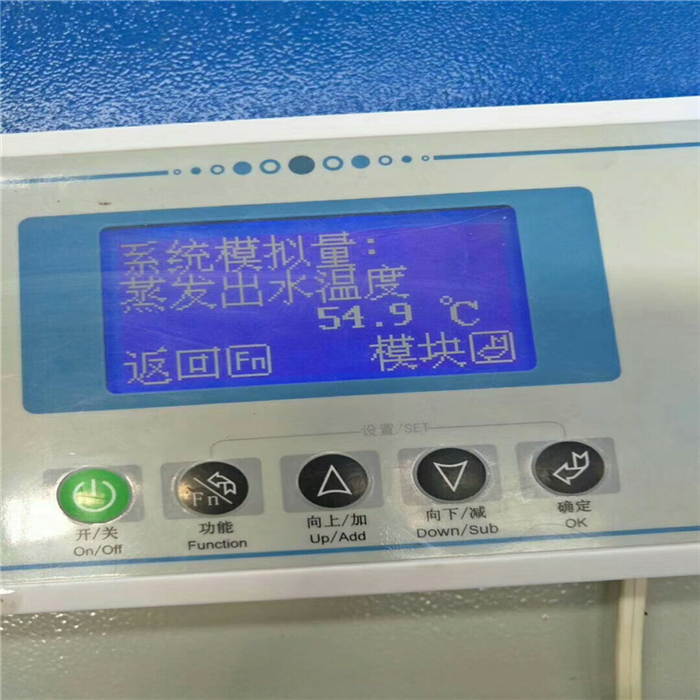 系统模拟量：
蒸发出水温度
54.9 ℃
返回Fn 模块
设置/SET
Fn
开/关
On/Off
功能
Function
向上/加
Up/Add
向下/减
Down/Sub
确定
OK